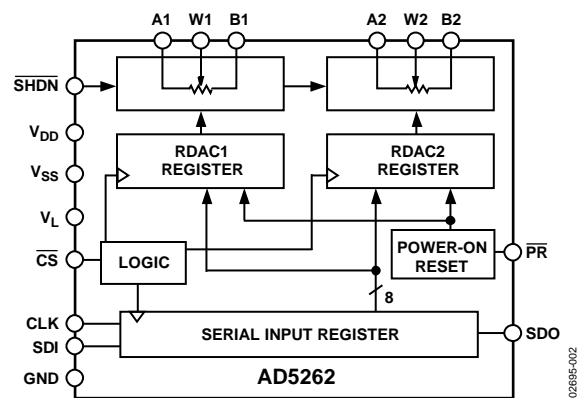 A1 W1 B1 A2 W2 B2
SHDN
VDD
RDAC1
REGISTER
RDAC2
REGISTER
VSS
VL
CS
LOGIC
POWER-ON
RESET
PR
8
CLK
SERIAL INPUT REGISTER
SDO
SDI
GND
AD5262
02695-002